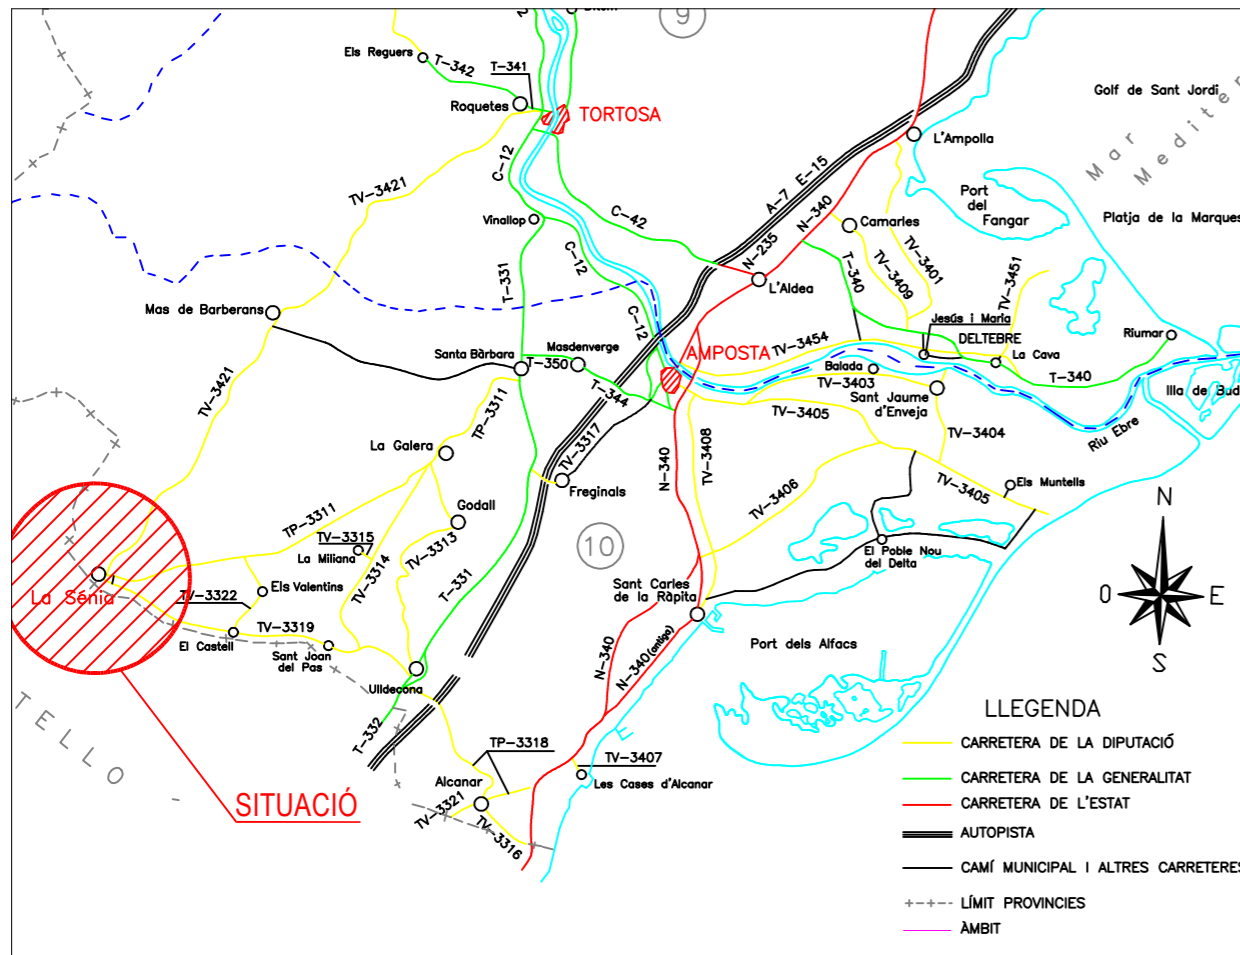 9
Els Reguers
T-342
T-341
Roquetes
TORTOSA
Golf de Sant Jordi
L'Ampolla
Mar
A-7 E-15
C-12
TV-3421
Port
del
Fangar
Vinallop
C-42
N-340
Camarles
Platja de la Marques
N-235
C-12
TV-3401
TV-3451
T-331
T-340
TV-3409
L'Aldea
Mas de Barberans
Jesús i Maria
DELTEBRE
Riumar
C-12
Masdenverge
TV-3454
Santa Bàrbara
AMPOSTA
La Cava
T-350
Balada
T-340
TV-3421
T-344
TV-3403
Illa de Bud
TP-3311
Sant Jaume
d'Enveja
TV-3405
Riu Ebre
La Galera
TV-3317
TV-3408
TV-3404
N-340
TV-3406
TV-3405
Els Muntells
Freginals
N
Godall
TP-3311
TV-3315
La Miliana
TV-3313
10
El Poble Nou
del Delta
TV-3314
T-331
Sant Carles
de la Ràpita
Els Valentins
La Sénia
TV-3322
O
E
TV-3319
El Castell
Sant Joan
del Pas
N-340
N-340(antiga)
Port dels Alfacs
S
Ulldecona
T-332
TELLO
E
LLEGENDA
TP-3318
CARRETERA DE LA DIPUTACIÓ
TV-3407
Alcanar
Les Cases d'Alcanar
CARRETERA DE LA GENERALITAT
SITUACIÓ
CARRETERA DE L'ESTAT
TV-3321
TV-3316
AUTOPISTA
CAMÍ MUNICIPAL I ALTRES CARRETERES
LÍMIT PROVINCIES
ÀMBIT